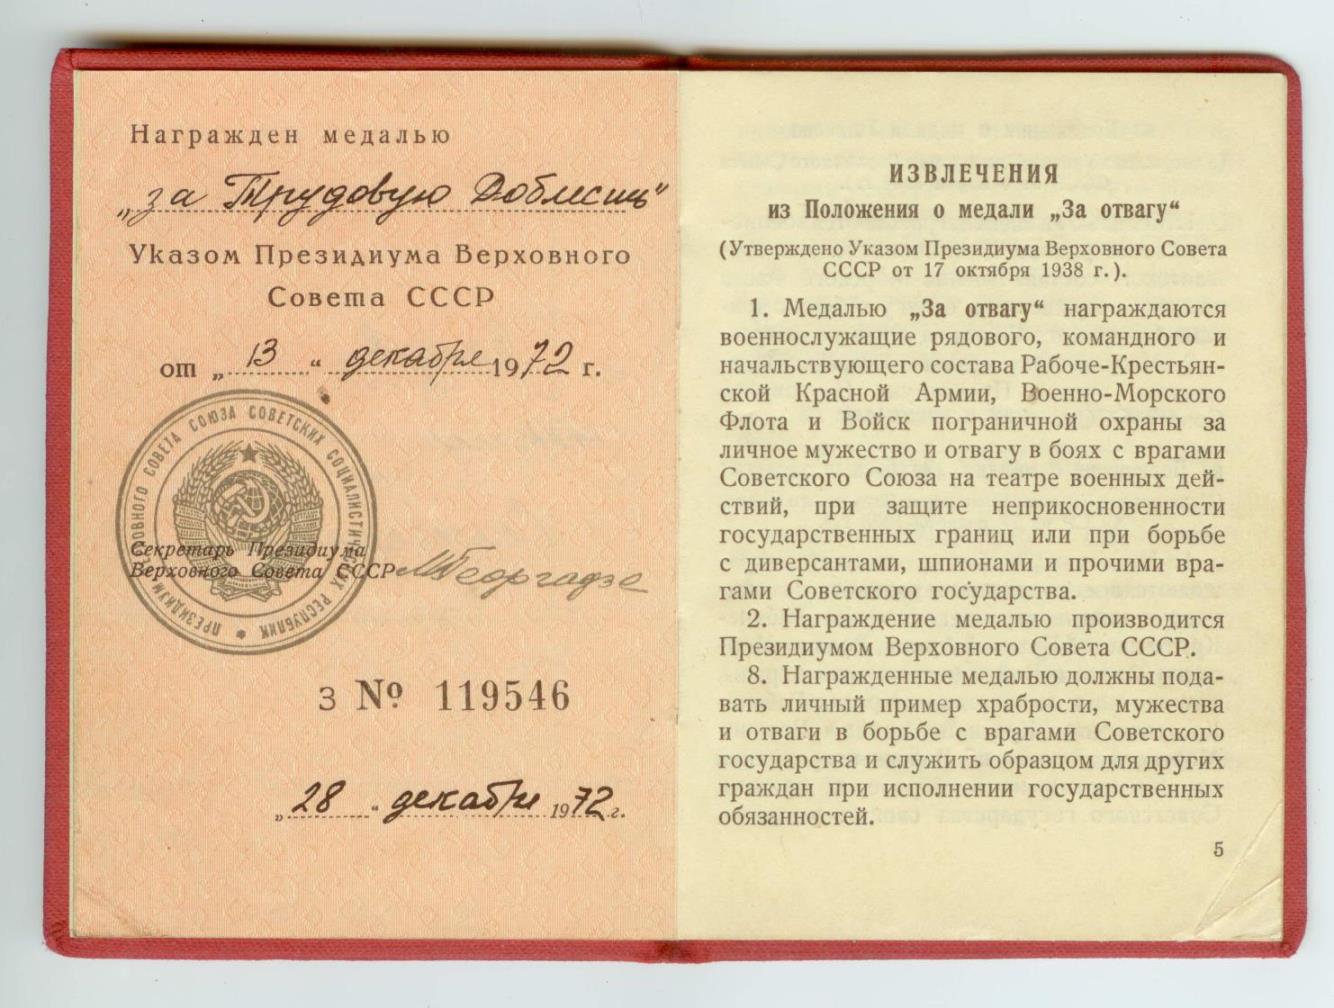 Награжден медалью
„за Трудовую Доблесть“
Указом Президиума Верховного
Совета СССР
от „ 13 “ декабря 1972 г.
ПРЕЗИДИУМ ВЕРХОВНОГО СОВЕТА СОЮЗА СОВЕТСКИХ СОЦИАЛИСТИЧЕСКИХ РЕСПУБЛИК
Секретарь Президиума
Верховного Совета СССР М Георгадзе
З № 119546
„ 28 “ декабря 1972 г.
ИЗВЛЕЧЕНИЯ
из Положения о медали „За отвагу“
(Утверждено Указом Президиума Верховного Совета
СССР от 17 октября 1938 г.).
1. Медалью „За отвагу“ награждаются
военнослужащие рядового, командного и
начальствующего состава Рабоче-Крестьян-
ской Красной Армии, Военно-Морского
Флота и Войск пограничной охраны за
личное мужество и отвагу в боях с врагами
Советского Союза на театре военных дей-
ствий, при защите неприкосновенности
государственных границ или при борьбе
с диверсантами, шпионами и прочими вра-
гами Советского государства.
2. Награждение медалью производится
Президиумом Верховного Совета СССР.
8. Награжденные медалью должны пода-
вать личный пример храбрости, мужества
и отваги в борьбе с врагами Советского
государства и служить образцом для других
граждан при исполнении государственных
обязанностей.
5